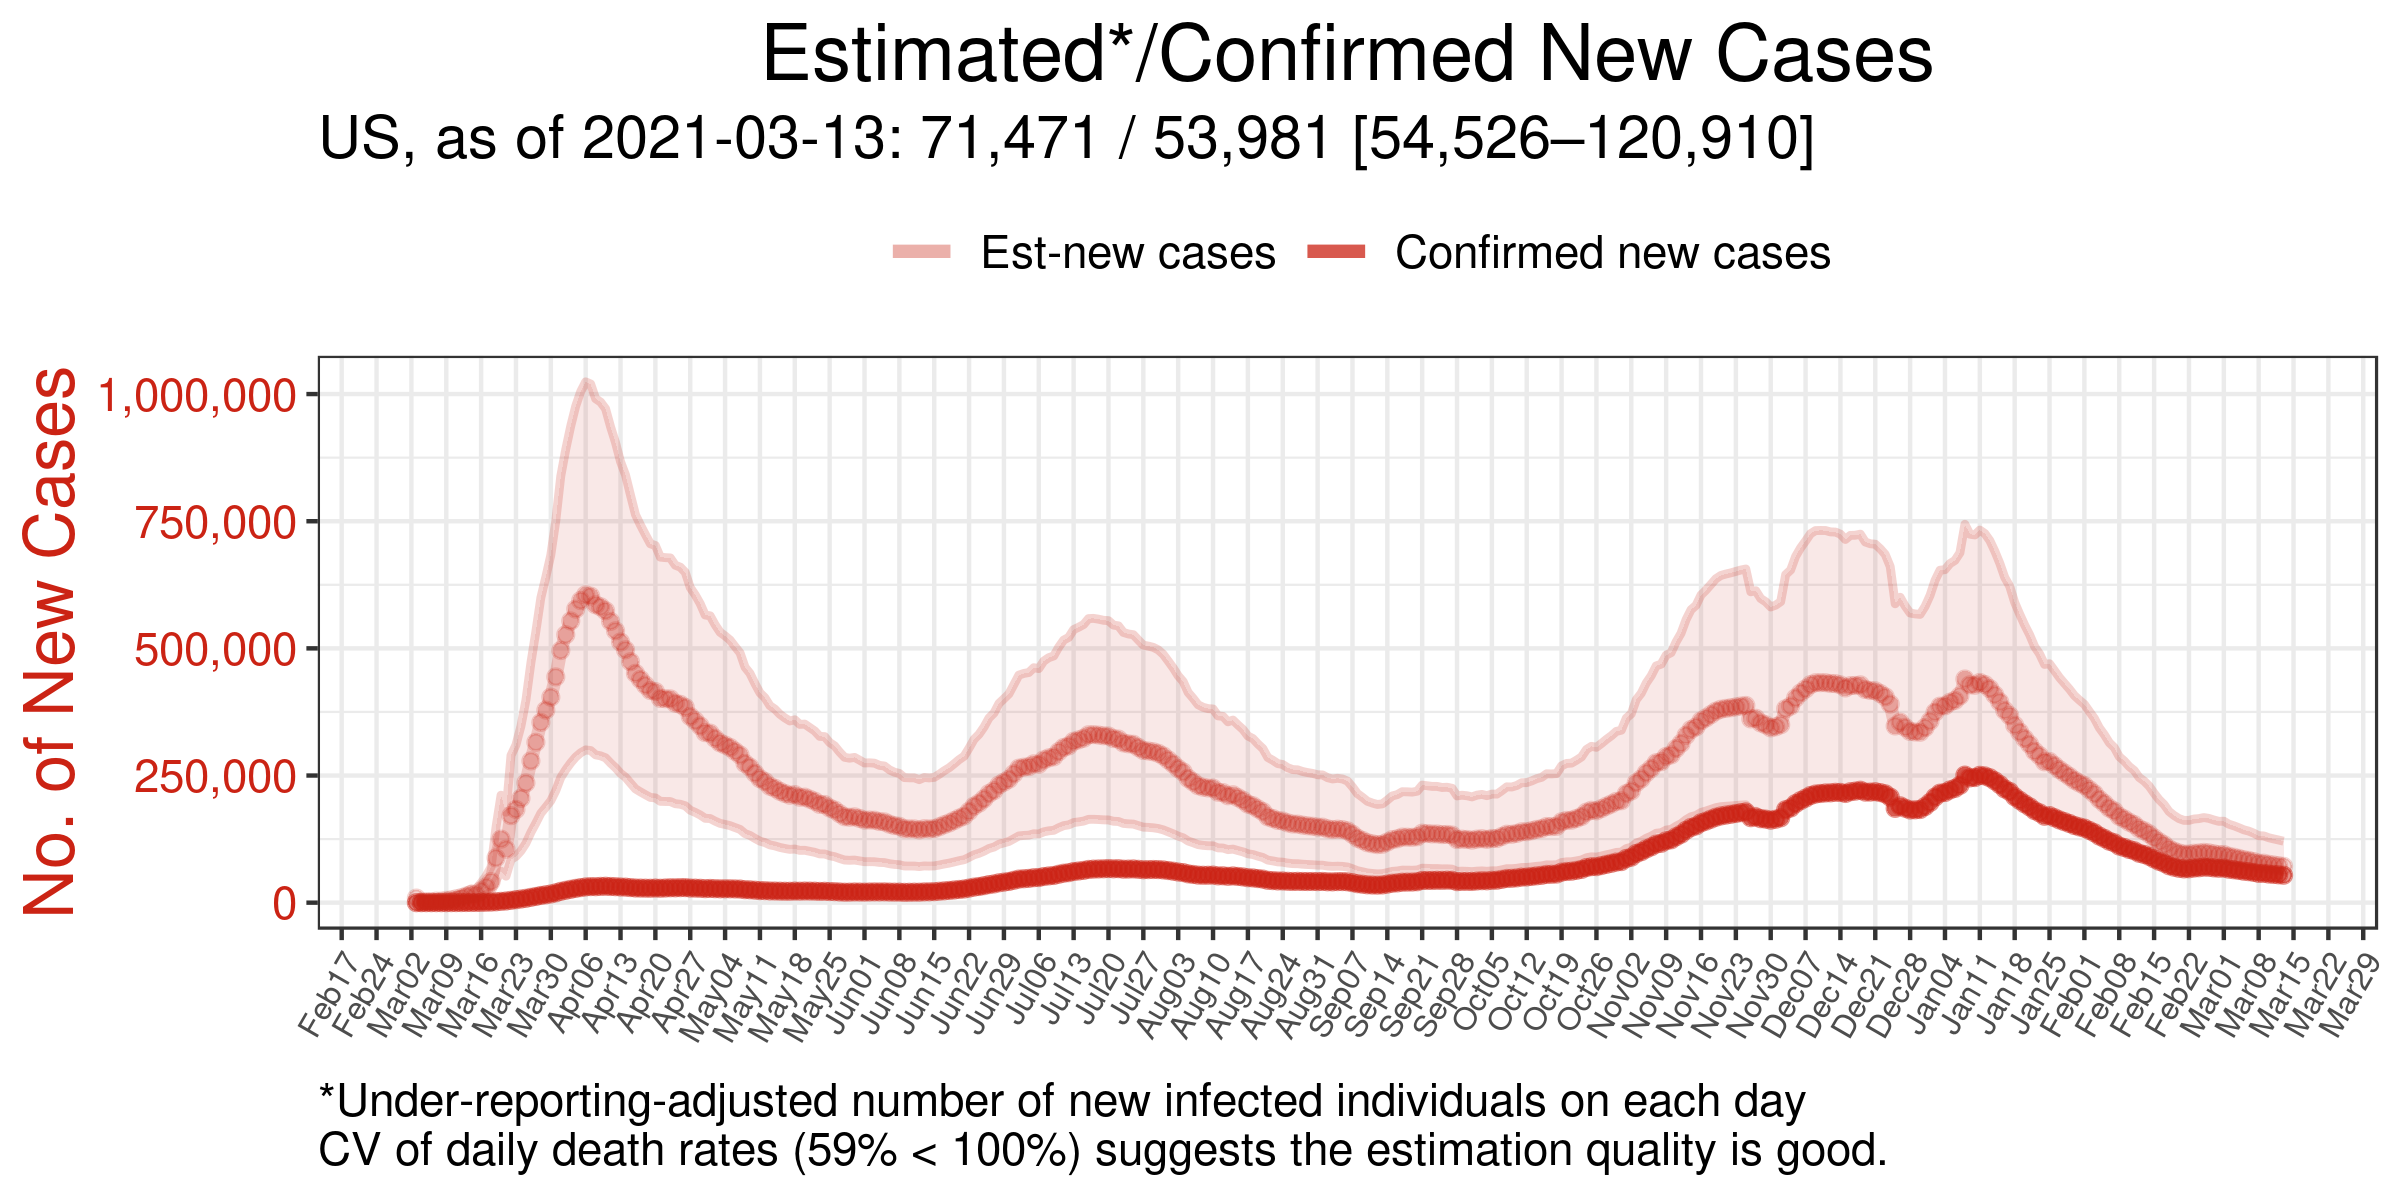 Estimated*/Confirmed New Cases
US, as of 2021-03-13: 71,471 / 53,981 [54,526–120,910]
Est-new cases
Confirmed new cases
No. of New Cases
1,000,000
750,000
500,000
250,000
0
Feb17
Feb24
Mar02
Mar09
Mar16
Mar23
Mar30
Apr06
Apr13
Apr20
Apr27
May04
May11
May18
May25
Jun01
Jun08
Jun15
Jun22
Jun29
Jul06
Jul13
Jul20
Jul27
Aug03
Aug10
Aug17
Aug24
Aug31
Sep07
Sep14
Sep21
Sep28
Oct05
Oct12
Oct19
Oct26
Nov02
Nov09
Nov16
Nov23
Nov30
Dec07
Dec14
Dec21
Dec28
Jan04
Jan11
Jan18
Jan25
Feb01
Feb08
Feb15
Feb22
Mar01
Mar08
Mar15
Mar22
Mar29
*Under-reporting-adjusted number of new infected individuals on each day
CV of daily death rates (59% < 100%) suggests the estimation quality is good.